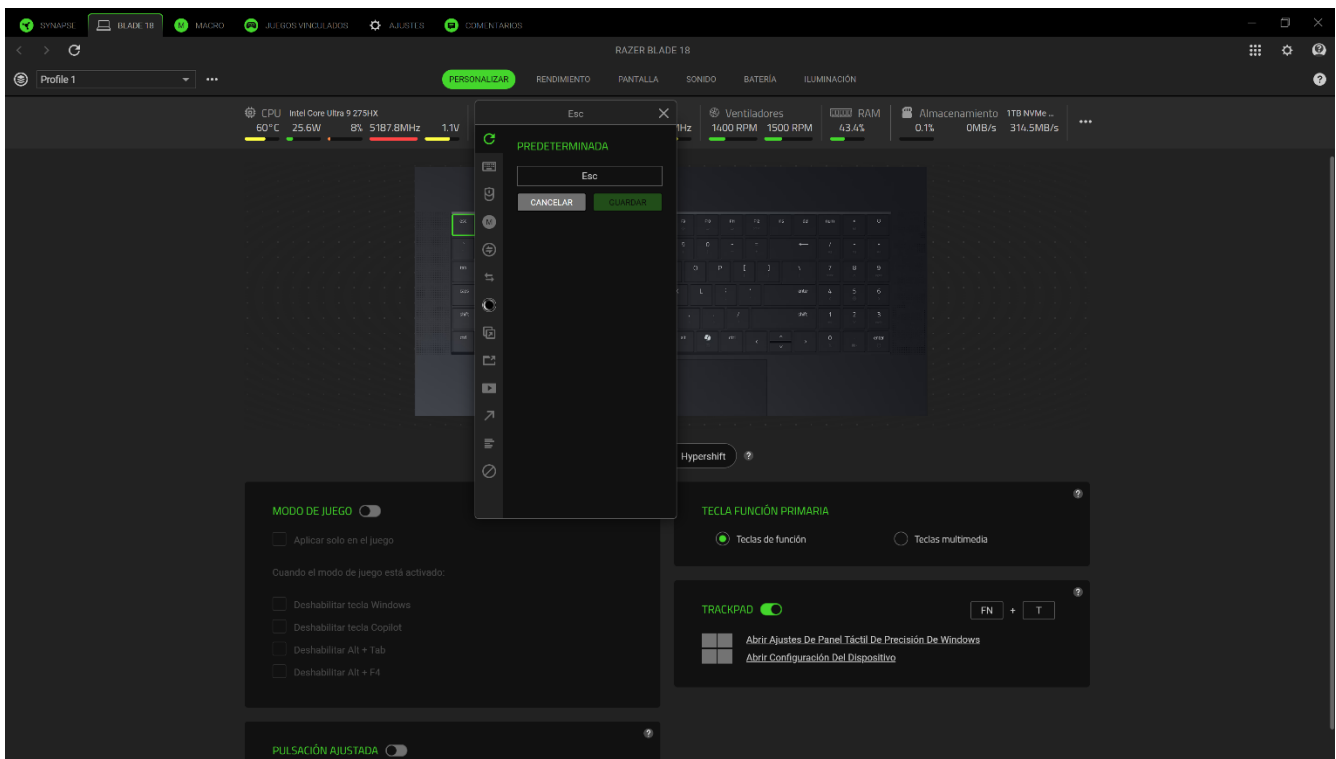 SYNAPSE BLADE 18 MACRO JUEGOS VINCULADOS AJUSTES COMENTARIOS
RAZER BLADE 18
Profile 1
PERSONALIZAR RENDIMIENTO PANTALLA SONIDO BATERÍA ILUMINACIÓN
CPU Intel Core Ultra 9 275HX
60°C 25.6W 8% 5187.8MHz 1.1V
Ventiladores
1400 RPM 1500 RPM
RAM
43.4%
Almacenamiento 1TB NVMe ..
0.1% 0MB/s 314.5MB/s
Esc
PREDETERMINADA
Esc
CANCELAR GUARDAR
Hypershift
MODO DE JUEGO
Aplicar solo en el juego
Cuando el modo de juego está activado:
Deshabilitar tecla Windows
Deshabilitar tecla Copilot
Deshabilitar Alt + Tab
Deshabilitar Alt + F4
TECLA FUNCIÓN PRIMARIA
Teclas de función Teclas multimedia
TRACKPAD FN + T
Abrir Ajustes De Panel Táctil De Precisión De Windows
Abrir Configuración Del Dispositivo
PULSACIÓN AJUSTADA